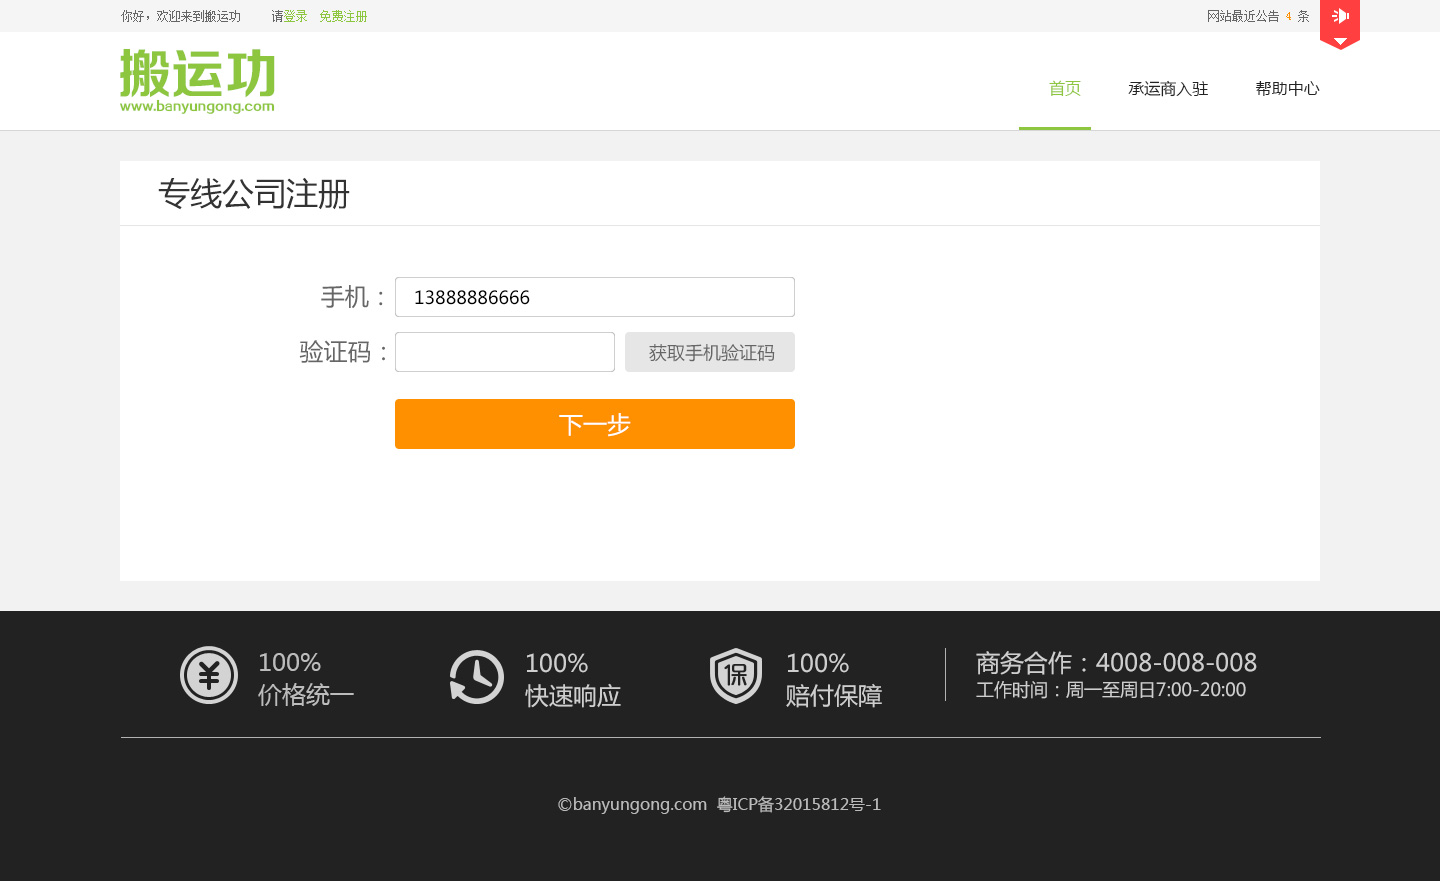 你好，欢迎来到搬运功 请登录 免费注册 网站最近公告 4 条
搬运功
www.banyungong.com
首页 承运商入驻 帮助中心
专线公司注册
手机： 13888886666
验证码： 获取手机验证码
下一步
100%
价格统一
100%
快速响应
保
100%
赔付保障
商务合作：4008-008-008
工作时间：周一至周日7:00-20:00
©banyungong.com 粤ICP备32015812号-1